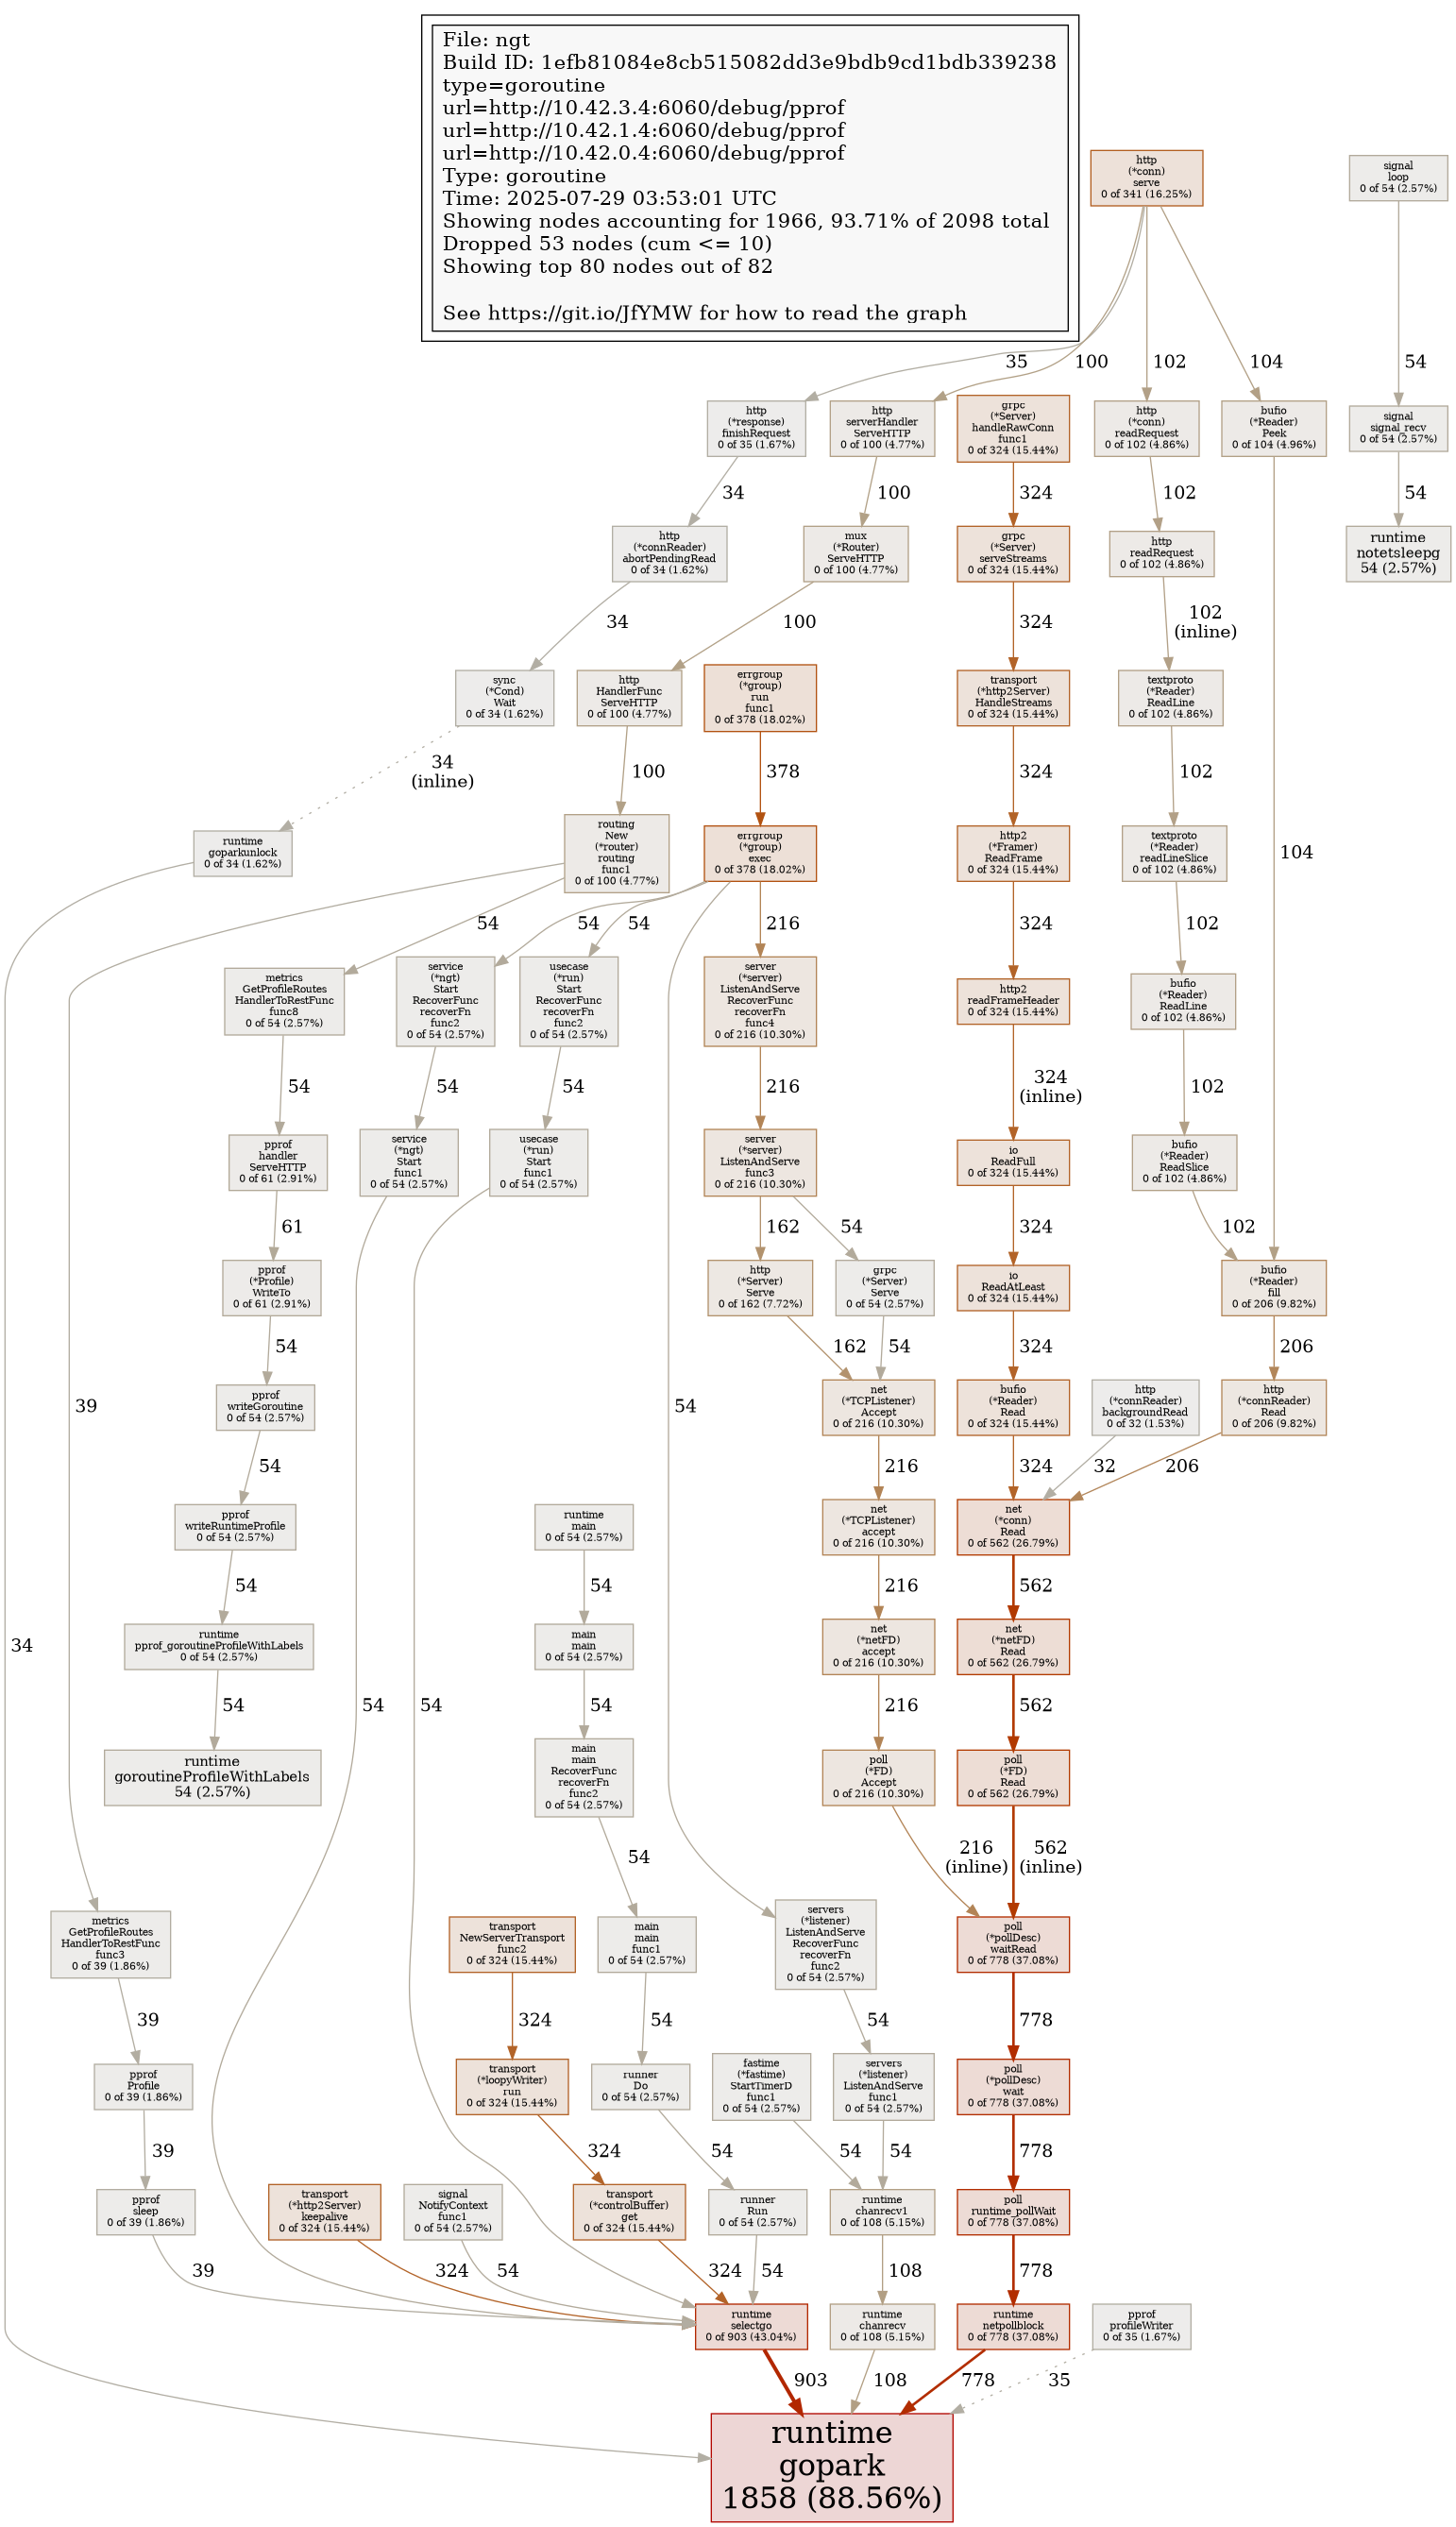 File: ngt
Build ID: 1efb81084e8cb515082dd3e9bdb9cd1bdb339238
type=goroutine
url=http://10.42.3.4:6060/debug/pprof
url=http://10.42.1.4:6060/debug/pprof
url=http://10.42.0.4:6060/debug/pprof
Type: goroutine
Time: 2025-07-29 03:53:01 UTC
Showing nodes accounting for 1966, 93.71% of 2098 total
Dropped 53 nodes (cum <= 10)
Showing top 80 nodes out of 82
See https://git.io/JfYMW for how to read the graph
http
(*conn)
serve
0 of 341 (16.25%)
signal
loop
0 of 54 (2.57%)
35
100
102
104
54
http
(*response)
finishRequest
0 of 35 (1.67%)
http
serverHandler
ServeHTTP
0 of 100 (4.77%)
grpc
(*Server)
handleRawConn
func1
0 of 324 (15.44%)
http
(*conn)
readRequest
0 of 102 (4.86%)
bufio
(*Reader)
Peek
0 of 104 (4.96%)
signal
signal_recv
0 of 54 (2.57%)
34
100
324
102
54
http
(*connReader)
abortPendingRead
0 of 34 (1.62%)
mux
(*Router)
ServeHTTP
0 of 100 (4.77%)
grpc
(*Server)
serveStreams
0 of 324 (15.44%)
http
readRequest
0 of 102 (4.86%)
runtime
notetsleepg
54 (2.57%)
34
100
324
102
(inline)
sync
(*Cond)
Wait
0 of 34 (1.62%)
http
HandlerFunc
ServeHTTP
0 of 100 (4.77%)
errgroup
(*group)
run
func1
0 of 378 (18.02%)
transport
(*http2Server)
HandleStreams
0 of 324 (15.44%)
textproto
(*Reader)
ReadLine
0 of 102 (4.86%)
34
(inline)
100
378
324
102
104
runtime
goparkunlock
0 of 34 (1.62%)
routing
New
(*router)
routing
func1
0 of 100 (4.77%)
errgroup
(*group)
exec
0 of 378 (18.02%)
http2
(*Framer)
ReadFrame
0 of 324 (15.44%)
textproto
(*Reader)
readLineSlice
0 of 102 (4.86%)
54
54
54
216
324
102
metrics
GetProfileRoutes
HandlerToRestFunc
func8
0 of 54 (2.57%)
service
(*ngt)
Start
RecoverFunc
recoverFn
func2
0 of 54 (2.57%)
usecase
(*run)
Start
RecoverFunc
recoverFn
func2
0 of 54 (2.57%)
server
(*server)
ListenAndServe
RecoverFunc
recoverFn
func4
0 of 216 (10.30%)
http2
readFrameHeader
0 of 324 (15.44%)
bufio
(*Reader)
ReadLine
0 of 102 (4.86%)
54
54
54
216
324
(inline)
102
pprof
handler
ServeHTTP
0 of 61 (2.91%)
service
(*ngt)
Start
func1
0 of 54 (2.57%)
usecase
(*run)
Start
func1
0 of 54 (2.57%)
server
(*server)
ListenAndServe
func3
0 of 216 (10.30%)
io
ReadFull
0 of 324 (15.44%)
bufio
(*Reader)
ReadSlice
0 of 102 (4.86%)
61
162
54
324
102
pprof
(*Profile)
WriteTo
0 of 61 (2.91%)
http
(*Server)
Serve
0 of 162 (7.72%)
grpc
(*Server)
Serve
0 of 54 (2.57%)
io
ReadAtLeast
0 of 324 (15.44%)
bufio
(*Reader)
fill
0 of 206 (9.82%)
54
162
54
324
206
39
54
pprof
writeGoroutine
0 of 54 (2.57%)
net
(*TCPListener)
Accept
0 of 216 (10.30%)
bufio
(*Reader)
Read
0 of 324 (15.44%)
http
(*connReader)
backgroundRead
0 of 32 (1.53%)
http
(*connReader)
Read
0 of 206 (9.82%)
54
216
324
32
206
pprof
writeRuntimeProfile
0 of 54 (2.57%)
runtime
main
0 of 54 (2.57%)
net
(*TCPListener)
accept
0 of 216 (10.30%)
net
(*conn)
Read
0 of 562 (26.79%)
54
54
216
562
runtime
pprof_goroutineProfileWithLabels
0 of 54 (2.57%)
main
main
0 of 54 (2.57%)
net
(*netFD)
accept
0 of 216 (10.30%)
net
(*netFD)
Read
0 of 562 (26.79%)
34
54
54
54
54
216
562
runtime
goroutineProfileWithLabels
54 (2.57%)
main
main
RecoverFunc
recoverFn
func2
0 of 54 (2.57%)
poll
(*FD)
Accept
0 of 216 (10.30%)
poll
(*FD)
Read
0 of 562 (26.79%)
54
216
(inline)
562
(inline)
metrics
GetProfileRoutes
HandlerToRestFunc
func3
0 of 39 (1.86%)
transport
NewServerTransport
func2
0 of 324 (15.44%)
main
main
func1
0 of 54 (2.57%)
servers
(*listener)
ListenAndServe
RecoverFunc
recoverFn
func2
0 of 54 (2.57%)
poll
(*pollDesc)
waitRead
0 of 778 (37.08%)
39
324
54
54
778
pprof
Profile
0 of 39 (1.86%)
transport
(*loopyWriter)
run
0 of 324 (15.44%)
runner
Do
0 of 54 (2.57%)
fastime
(*fastime)
StartTimerD
func1
0 of 54 (2.57%)
servers
(*listener)
ListenAndServe
func1
0 of 54 (2.57%)
poll
(*pollDesc)
wait
0 of 778 (37.08%)
39
324
54
54
54
778
pprof
sleep
0 of 39 (1.86%)
transport
(*http2Server)
keepalive
0 of 324 (15.44%)
signal
NotifyContext
func1
0 of 54 (2.57%)
transport
(*controlBuffer)
get
0 of 324 (15.44%)
runner
Run
0 of 54 (2.57%)
runtime
chanrecv1
0 of 108 (5.15%)
poll
runtime_pollWait
0 of 778 (37.08%)
39
324
54
324
54
108
778
runtime
selectgo
0 of 903 (43.04%)
runtime
chanrecv
0 of 108 (5.15%)
runtime
netpollblock
0 of 778 (37.08%)
pprof
profileWriter
0 of 35 (1.67%)
903
108
778
35
runtime
gopark
1858 (88.56%)